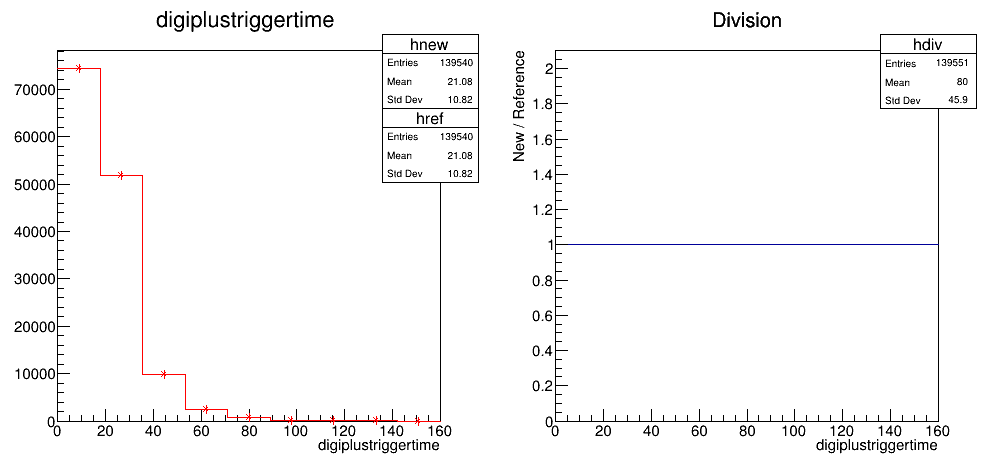 digiplustriggertime
hnew
Entries 139540
Mean 21.08
Std Dev 10.82
href
Entries 139540
Mean 21.08
Std Dev 10.82
70000
60000
50000
40000
30000
20000
10000
0
0 20 40 60 80 100 120 140 160
digiplustriggertime
Division
hdiv
Entries 139551
Mean 80
Std Dev 45.9
New / Reference
2
1.8
1.6
1.4
1.2
1
0.8
0.6
0.4
0.2
0
0 20 40 60 80 100 120 140 160
digiplustriggertime